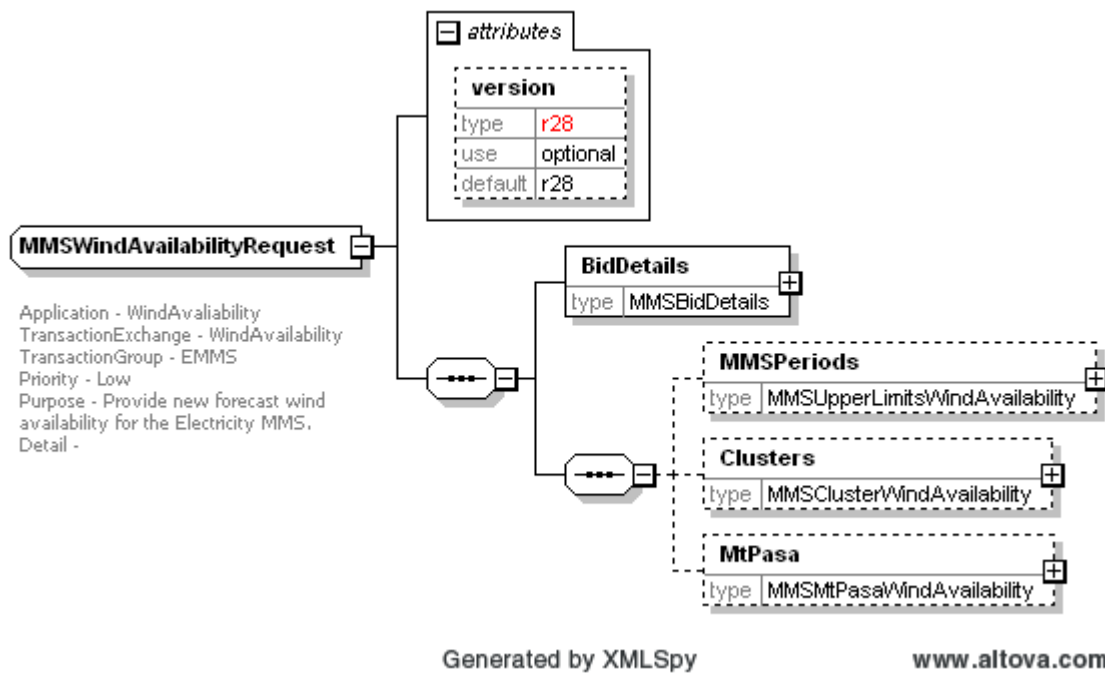 attributes
version
type r28
use optional
default r28
MMSWindAvailabilityRequest
Application - WindAvaliability
TransactionExchange - WindAvailability
TransactionGroup - EMMS
Priority - Low
Purpose - Provide new forecast wind
availability for the Electricity MMS.
Detail -
BidDetails
type MMSBidDetails
MMSPeriods
type MMSUpperLimitsWindAvailability
Clusters
type MMSClusterWindAvailability
MtPasa
type MMSMtPasaWindAvailability
Generated by XMLSpy www.altova.com